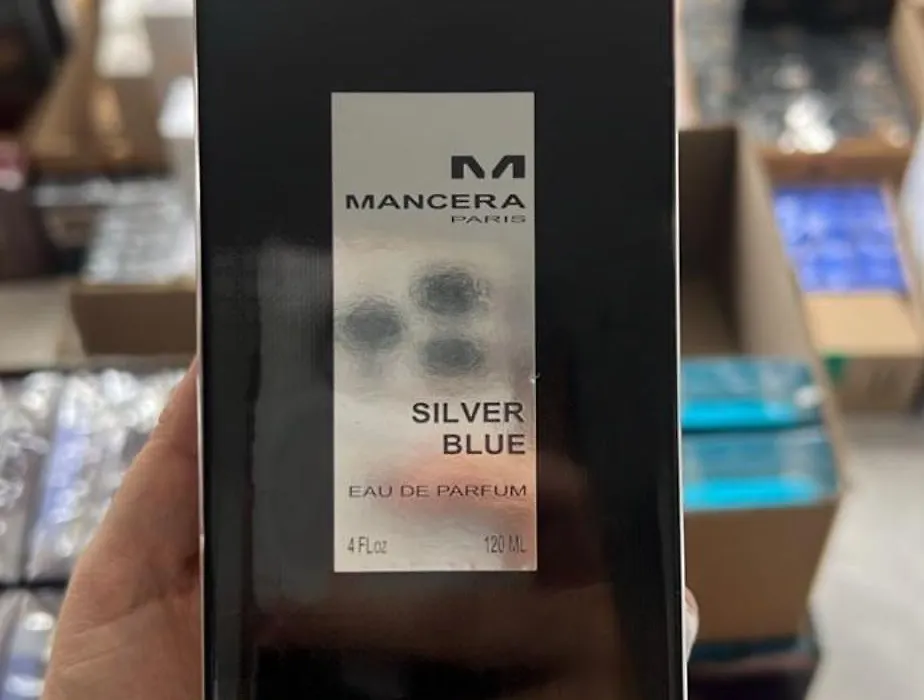 M
MANCERA
PARIS
SILVER
BLUE
EAU DE PARFUM
4 FLoz 120 ML